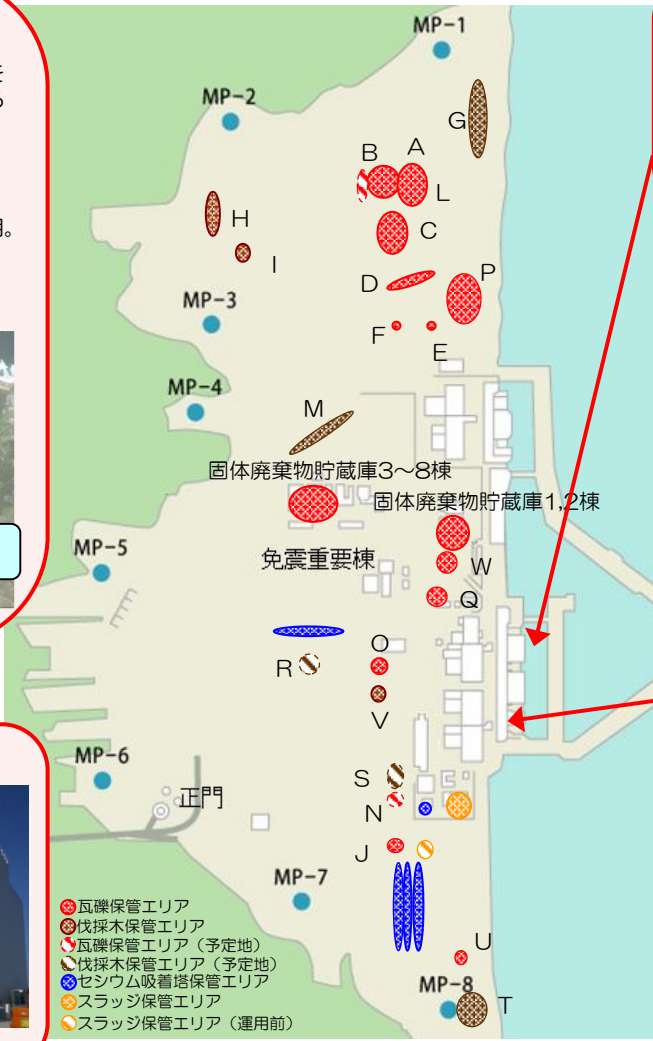 を
る
用。
MP-1
MP-2
G
B
A
L
H
C
I
D
P
MP-3
F
E
MP-4
M
固体廃棄物貯蔵庫3～8棟
固体廃棄物貯蔵庫1,2棟
MP-5
免震重要棟
W
Q
O
R
V
MP-6
S
正門
N
J
MP-7
U
MP-8
T
瓦礫保管エリア
伐採木保管エリア
瓦礫保管エリア（予定地）
伐採木保管エリア（予定地）
セシウム吸着塔保管エリア
スラッジ保管エリア
スラッジ保管エリア（運用前）